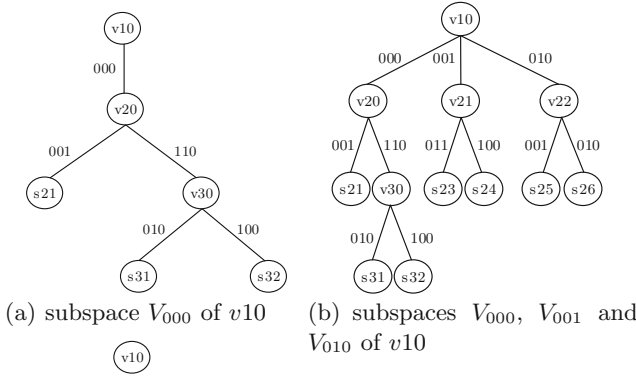 v10
v10
000
000
001
010
v20
v20
v21
v22
001
110
001
110
011
100
001
010
s21
v30
s21
v30
s23
s24
s25
s26
010
100
010
100
s31
s32
s31
s32
(a) subspace V000 of v10
(b) subspaces V000, V001 and
V010 of v10
v10